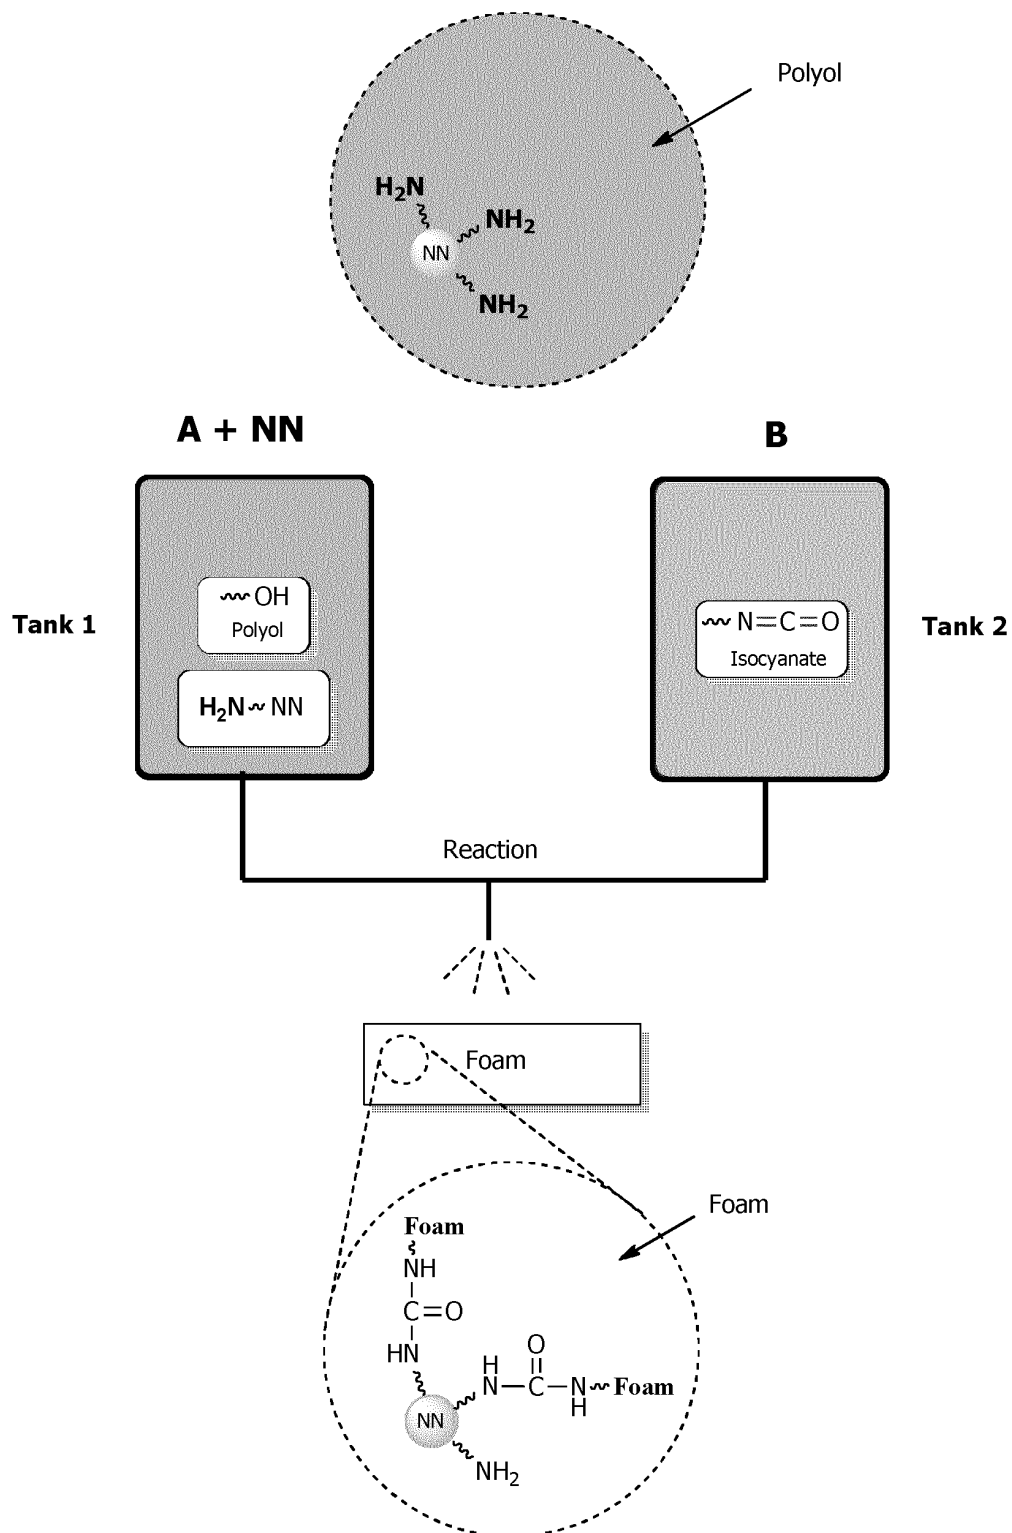 Polyol
H₂N
NH₂
NN
NH₂
A + NN
B
Tank 1
OH
Polyol
H₂N NN
N=C=O
Isocyanate
Tank 2
Reaction
Foam
Foam
Foam
NH
C=O
HN
O
H
N—C—N Foam
H
NN
NH₂